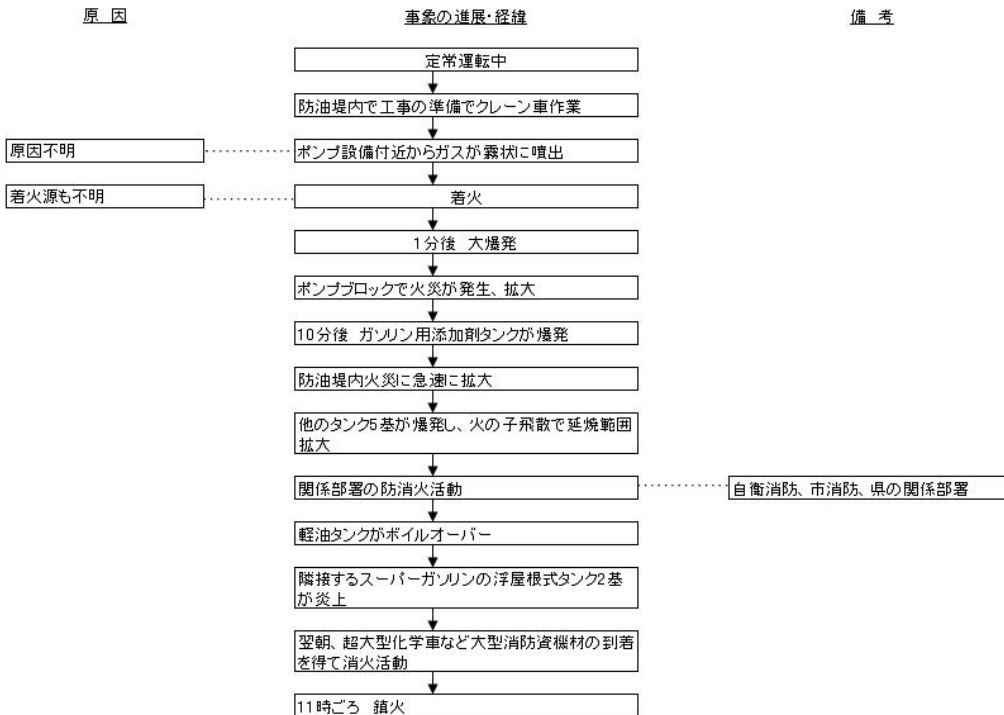 原 因
事象の進展・経緯
備 考
定常運転中
防油堤内で工事の準備でクレーン車作業
原因不明
ポンプ設備付近からガスが霧状に噴出
着火源も不明
着火
1分後 大爆発
ポンプブロックで火災が発生、拡大
10分後 ガソリン用添加剤タンクが爆発
防油堤内火災に急速に拡大
他のタンク5基が爆発し、火の子飛散で延焼範囲
拡大
関係部署の防消火活動
自衛消防、市消防、県の関係部署
軽油タンクがボイルオーバー
隣接するスーパーガソリンの浮屋根式タンク2基
が炎上
翌朝、超大型化学車など大型消防資機材の到着
を得て消火活動
11時ごろ 鎮火